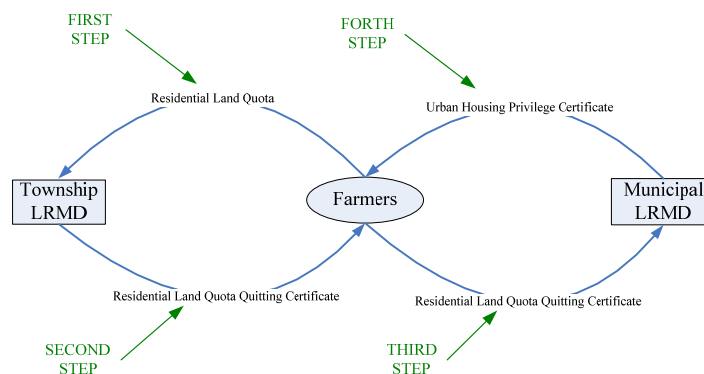 FIRST
STEP
FORTH
STEP
Residential Land Quota
Urban Housing Privilege Certificate
Township
LRMD
Farmers
Municipal
LRMD
Residential Land Quota Quitting Certificate
Residential Land Quota Quitting Certificate
SECOND
STEP
THIRD
STEP